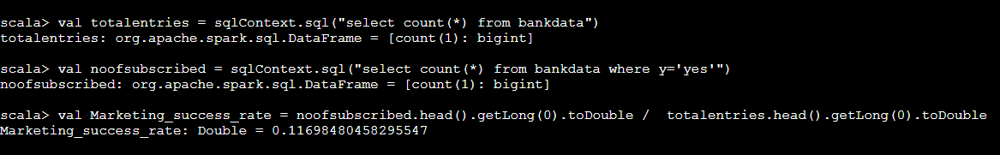 scala> val totalentries = sqlContext.sql("select count(*) from bankdata")
totalentries: org.apache.spark.sql.DataFrame = [count(1): bigint]
scala> val noofsubscribed = sqlContext.sql("select count(*) from bankdata where y='yes'")
noofsubscribed: org.apache.spark.sql.DataFrame = [count(1): bigint]
scala> val Marketing_success_rate = noofsubscribed.head().getLong(0).toDouble /  totalentries.head().getLong(0).toDouble
Marketing_success_rate: Double = 0.11698480458295547